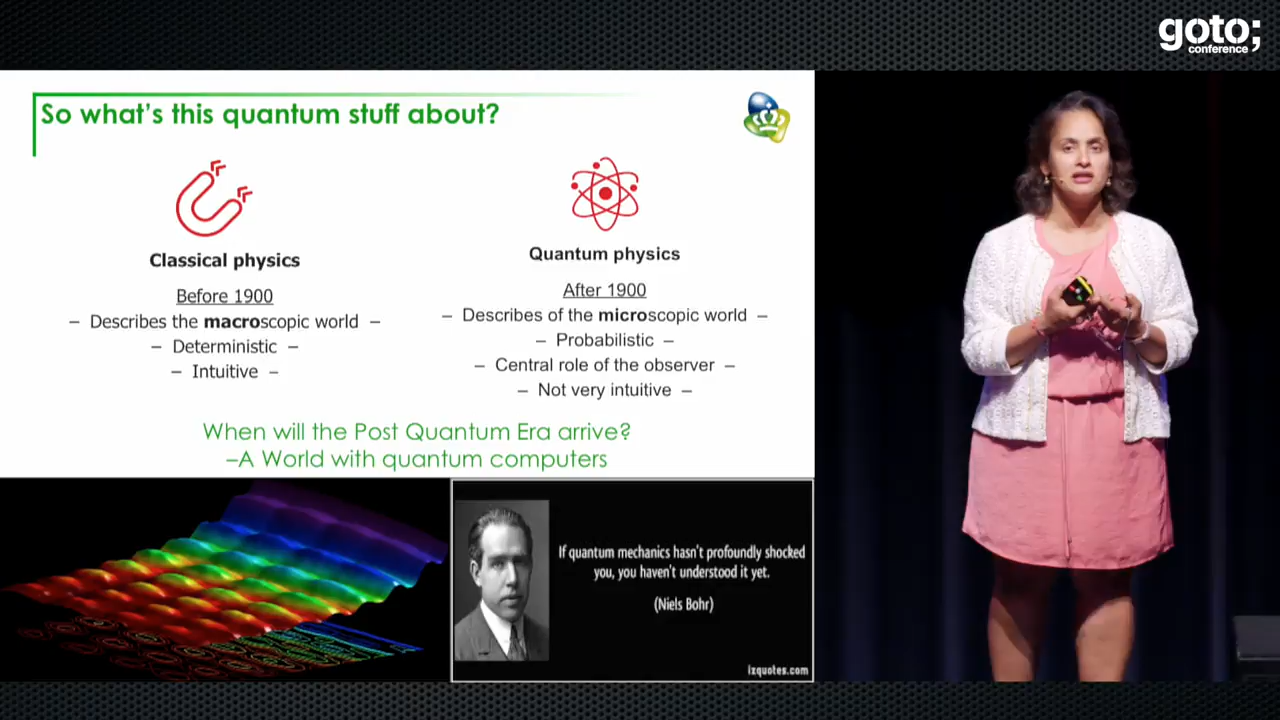 goto;
conference
So what's this quantum stuff about?
Classical physics
Before 1900
– Describes the macroscopic world –
– Deterministic –
– Intuitive –
Quantum physics
After 1900
– Describes of the microscopic world –
– Probabilistic –
– Central role of the observer –
– Not very intuitive –
When will the Post Quantum Era arrive?
–A World with quantum computers
If quantum mechanics hasn't profoundly shocked
you, you haven't understood it yet.
(Niels Bohr)
izquotes.com